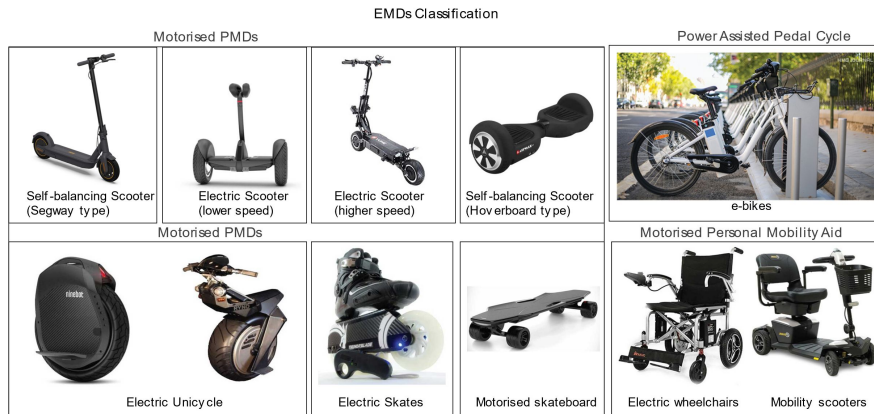 EMDs Classification
Motorised PMDs
Power Assisted Pedal Cycle
Self-balancing Scooter
(Segway type)
Electric Scooter
(lower speed)
Electric Scooter
(higher speed)
Self-balancing Scooter
(Hoverboard type)
e-bikes
Motorised PMDs
Motorised Personal Mobility Aid
ninebot
Electric Unicycle
Electric Skates
Motorised skateboard
Electric wheelchairs
Mobility scooters